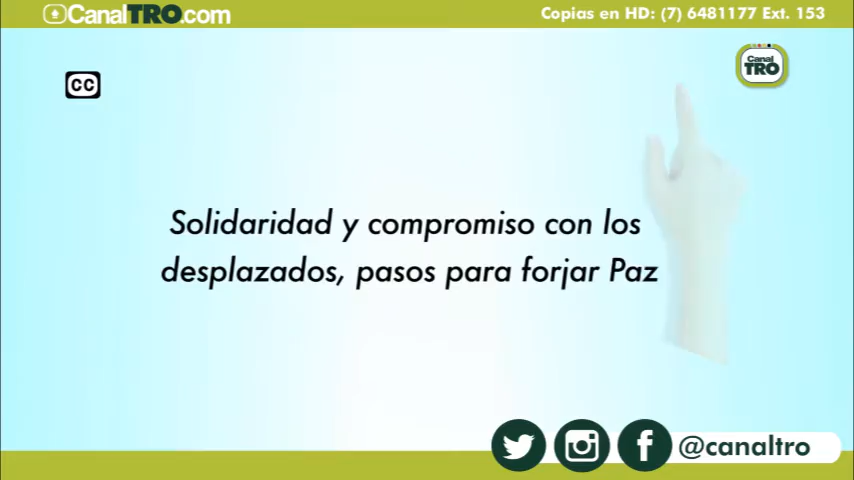 CanalTRO.com
Copias en HD: (7) 6481177 Ext. 153
CC
Canal
TRO
Solidaridad y compromiso con los
desplazados, pasos para forjar Paz
@canaltro